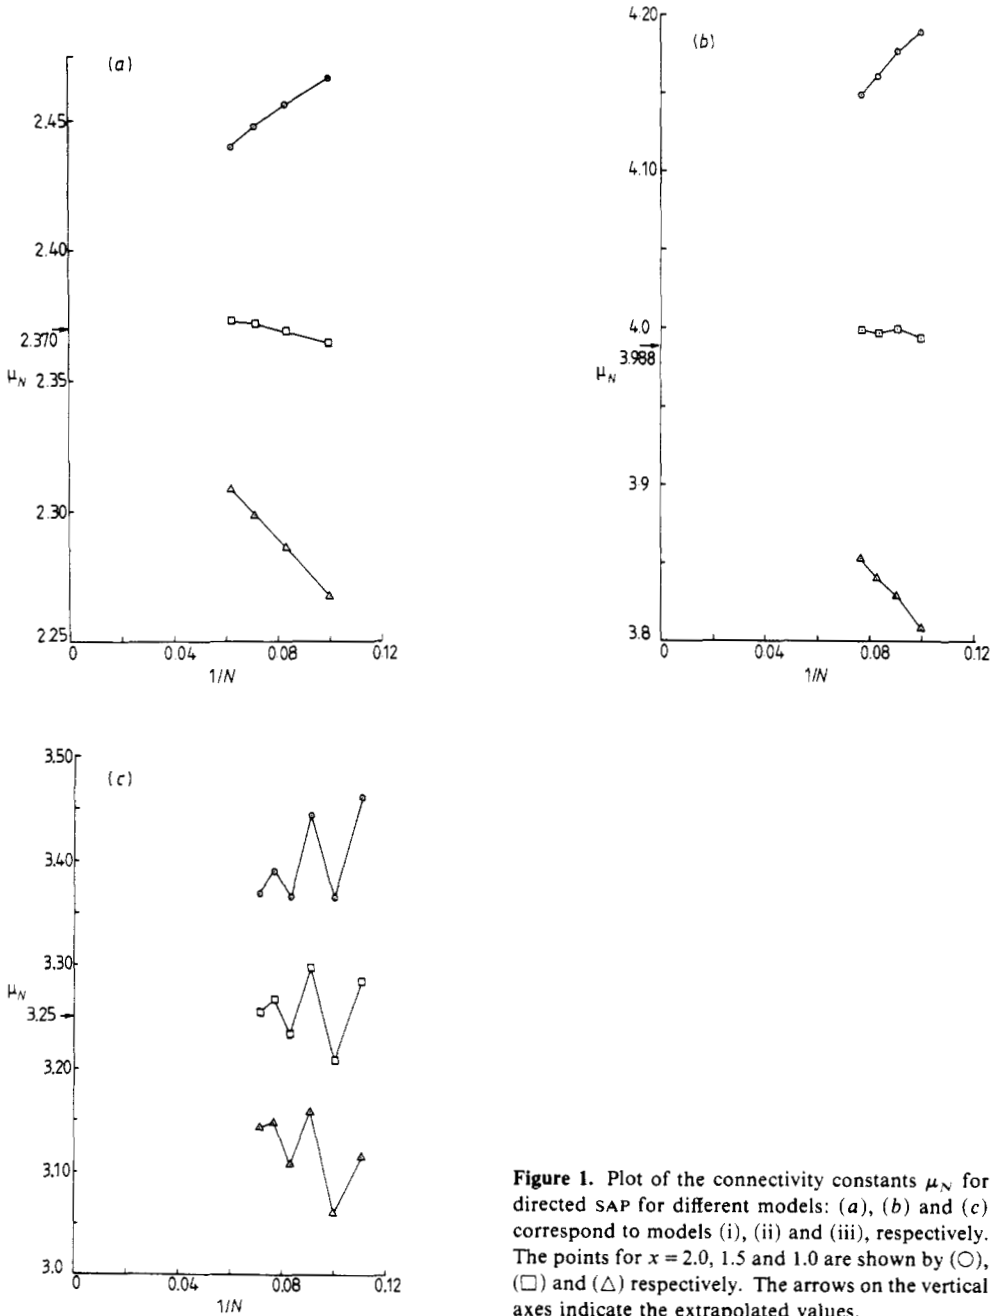 (a)
2.45
2.40
2.370
μN 2.35
2.30
2.25
0 0.04 0.08 0.12
1/N
4.20
(b)
4.10
4.0
3.988
μN
3.9
3.8
0 0.04 0.08 0.12
1/N
3.50
(c)
3.40
3.30
μN
3.25
3.20
3.10
3.0
0 0.04 0.08 0.12
1/N
Figure 1. Plot of the connectivity constants μN for
directed SAP for different models: (a), (b) and (c)
correspond to models (i), (ii) and (iii), respectively.
The points for x = 2.0, 1.5 and 1.0 are shown by (○),
(□) and (△) respectively. The arrows on the vertical
axes indicate the extrapolated values.